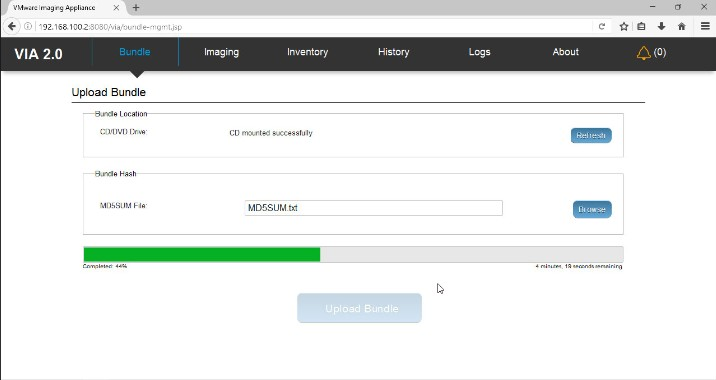 VMware Imaging Appliance
192.168.100.2:8080/via/bundle-mgmt.jsp
VIA 2.0 Bundle Imaging Inventory History Logs About (0)
Upload Bundle
Bundle Location
CD/DVD Drive: CD mounted successfully Refresh
Bundle Hash
MD5SUM File: MD5SUM.txt Browse
Completed: 44% 4 minutes, 19 seconds remaining
Upload Bundle